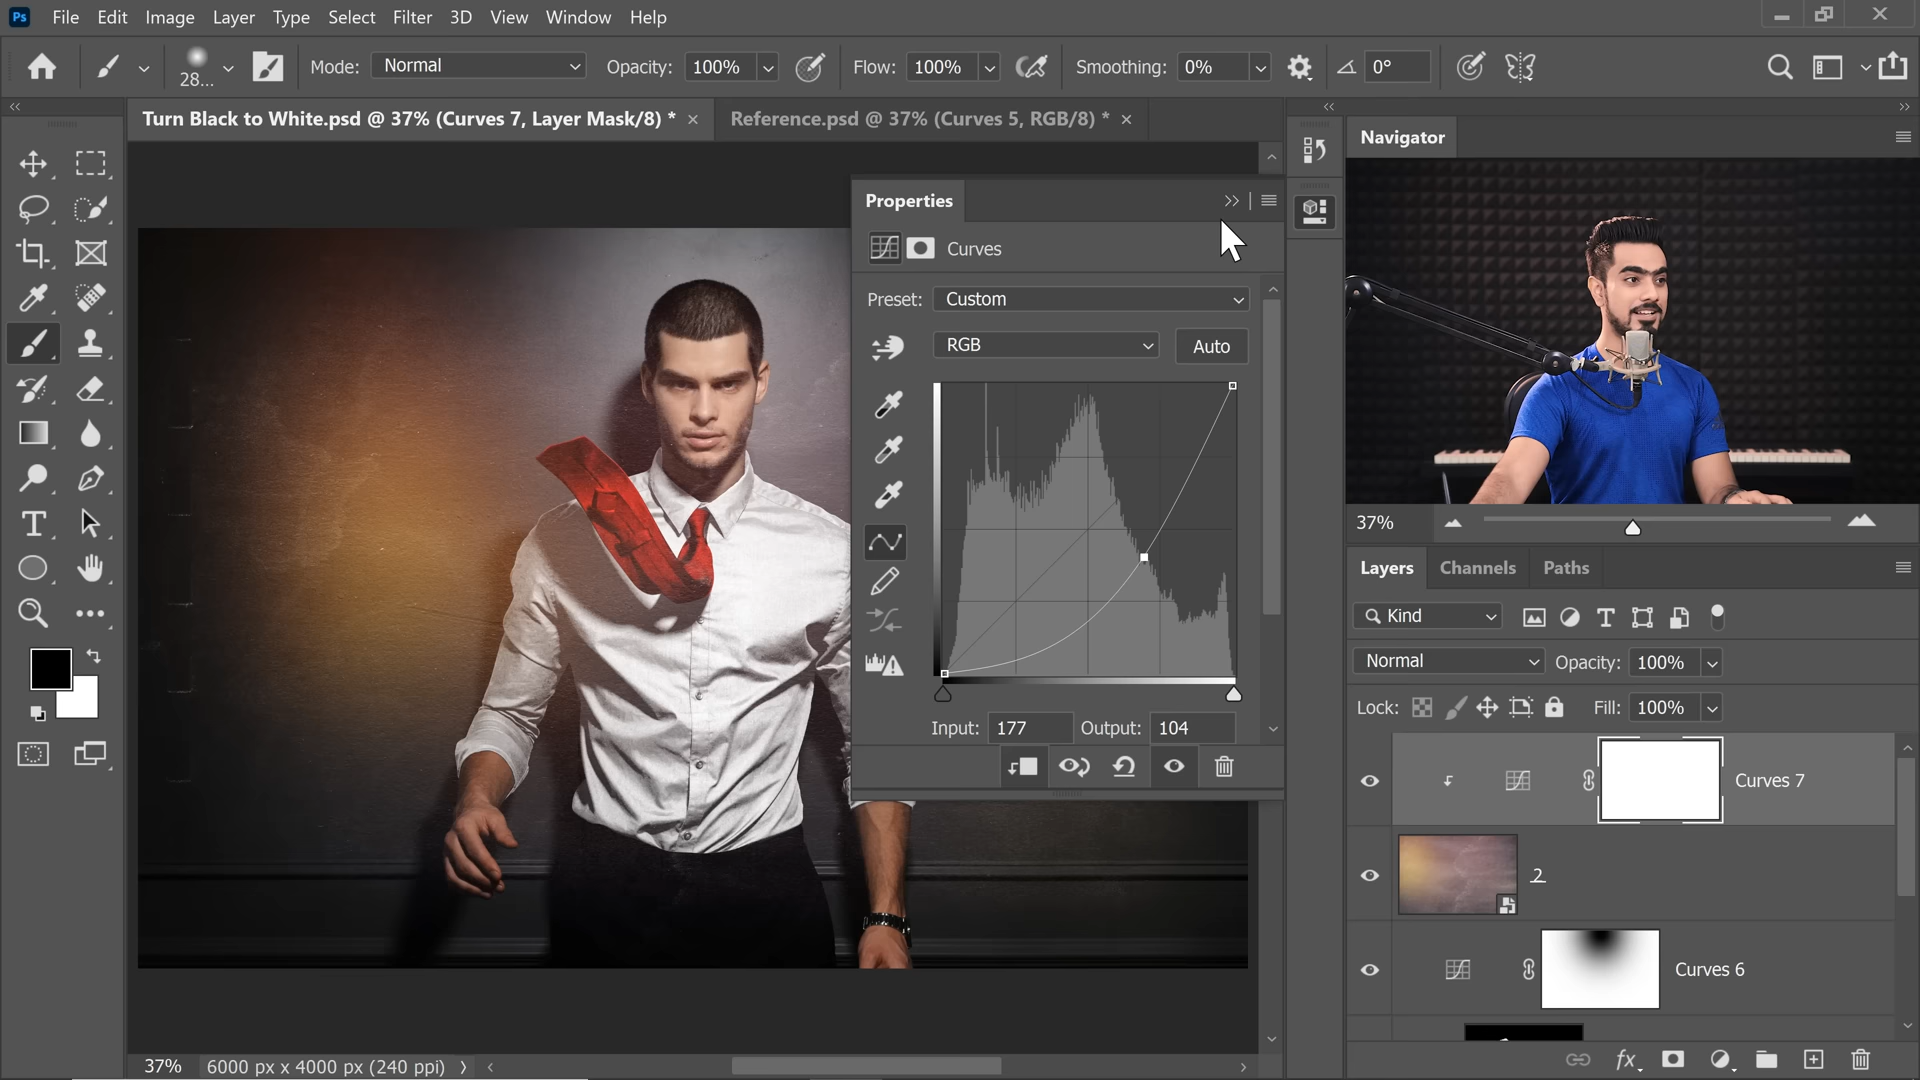 Ps File Edit Image Layer Type Select Filter 3D View Window Help
28... Mode: Normal Opacity: 100% Flow: 100% Smoothing: 0% 0°
Turn Black to White.psd @ 37% (Curves 7, Layer Mask/8) * × Reference.psd @ 37% (Curves 5, RGB/8) * ×
Navigator
Properties
Curves
Preset: Custom
RGB Auto
Input: 177 Output: 104
37%
Layers Channels Paths
Kind
Normal Opacity: 100%
Lock: Fill: 100%
Curves 7
2
Curves 6
37% 6000 px x 4000 px (240 ppi)
fx